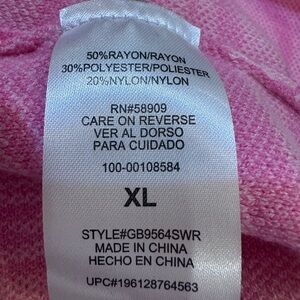 50%RAYON/RAYON
30%POLYESTER/POLIESTER
20%NYLON/NYLON
RN#58909
CARE ON REVERSE
VER AL DORSO
PARA CUIDADO
100-00108584
XL
STYLE#GB9564SWR
MADE IN CHINA
HECHO EN CHINA
UPC#196128764563